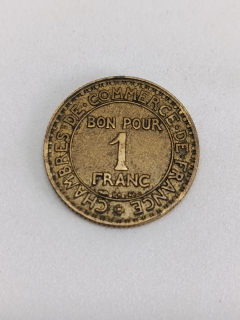 CHAMBRES·DE·COMMERCE·DE·FRANCE
BON POUR
1
FRANC